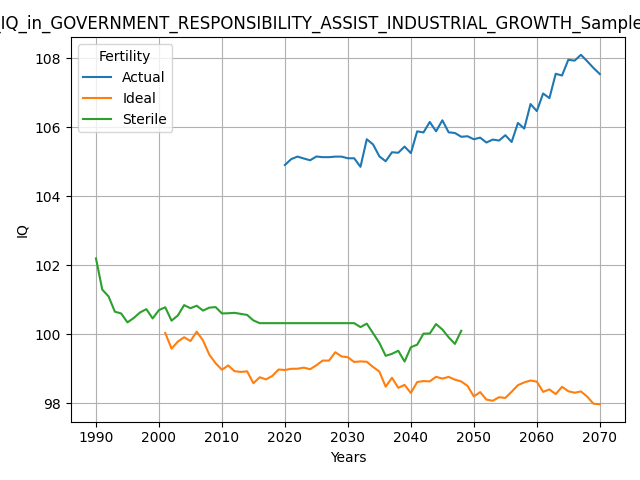 _IQ_in_GOVERNMENT_RESPONSIBILITY_ASSIST_INDUSTRIAL_GROWTH_Sample
Fertility
Actual
Ideal
Sterile
IQ
108
106
104
102
100
98
1990 2000 2010 2020 2030 2040 2050 2060 2070
Years